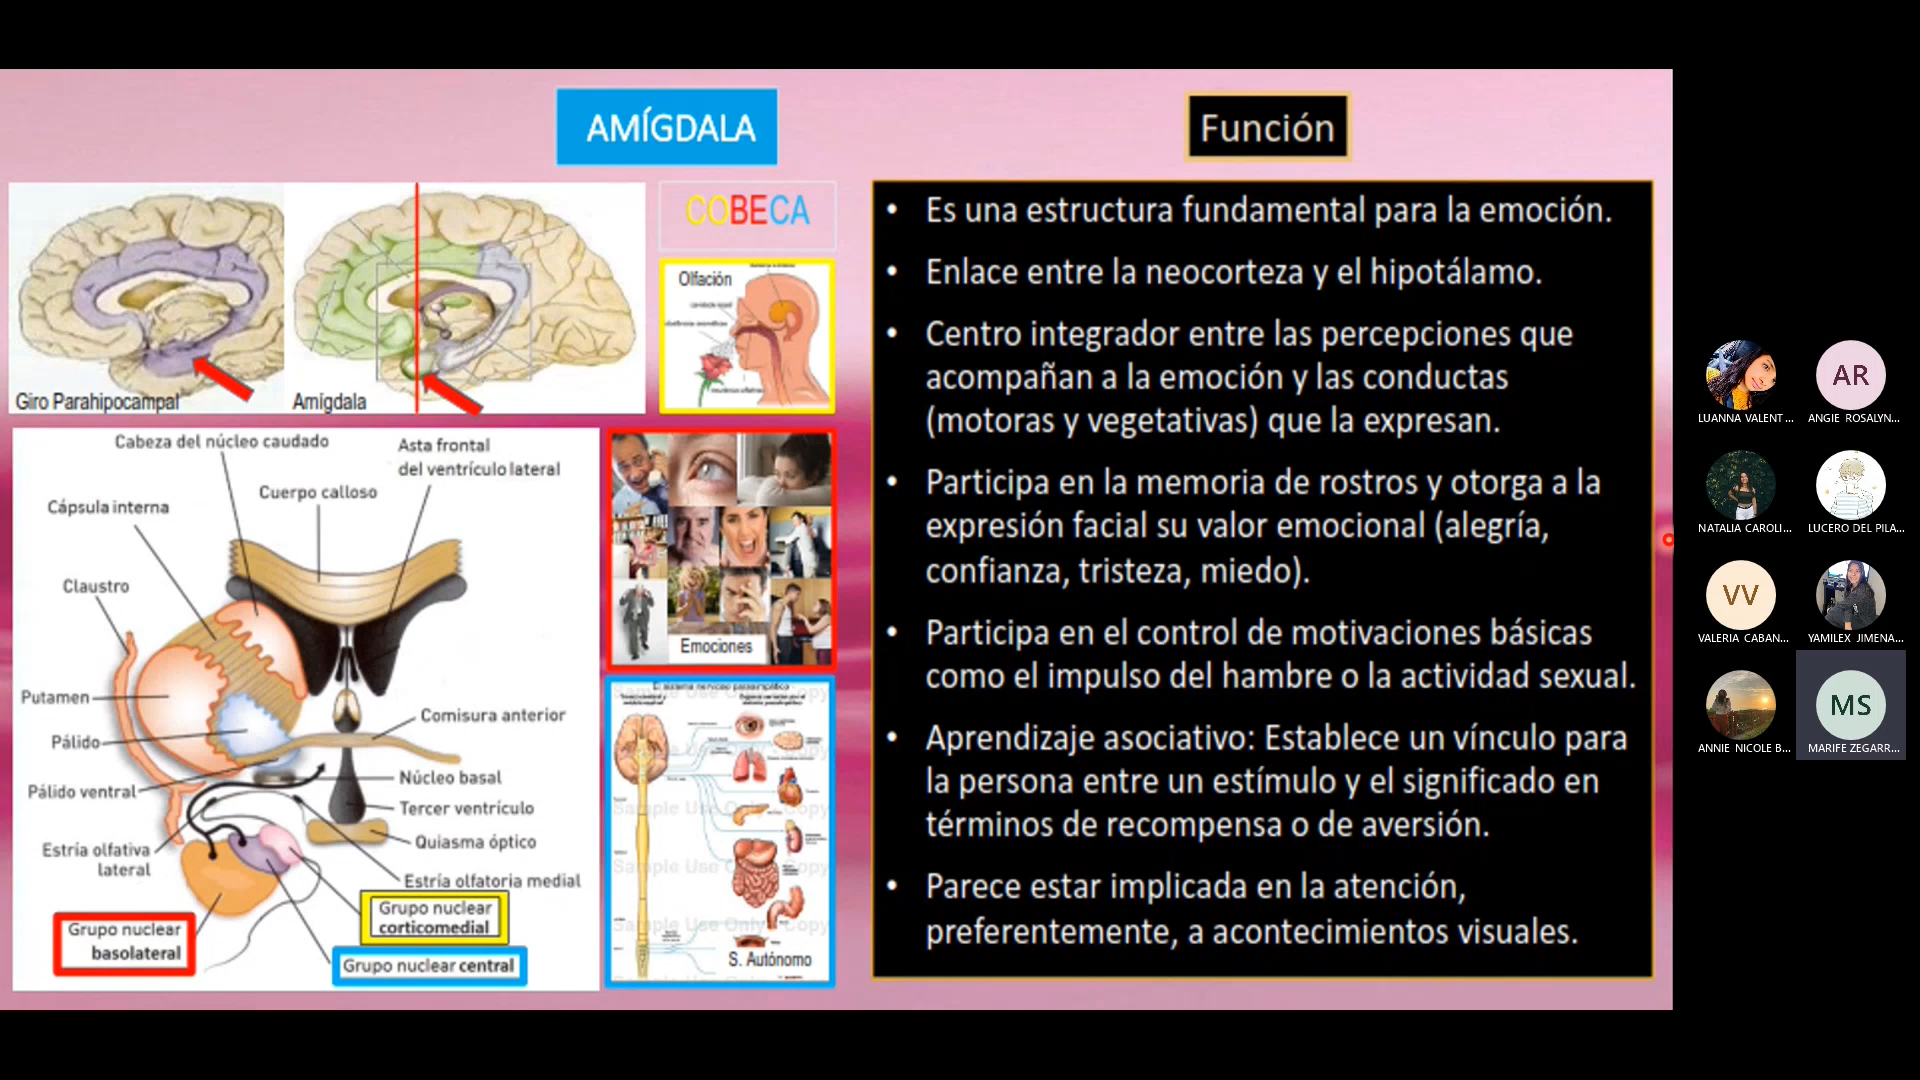 AMÍGDALA
Función
COBECA
Giro Parahipocampal
Amígdala
Olfación
Emociones
S. Autónomo
Cabeza del núcleo caudado
Asta frontal
del ventrículo lateral
Cuerpo calloso
Cápsula interna
Claustro
Putamen
Pálido
Pálido ventral
Estría olfativa
lateral
Comisura anterior
Núcleo basal
Tercer ventrículo
Quiasma óptico
Estría olfatoria medial
Grupo nuclear
corticomedial
Grupo nuclear
basolateral
Grupo nuclear central
• Es una estructura fundamental para la emoción.
• Enlace entre la neocorteza y el hipotálamo.
• Centro integrador entre las percepciones que
acompañan a la emoción y las conductas
(motoras y vegetativas) que la expresan.
• Participa en la memoria de rostros y otorga a la
expresión facial su valor emocional (alegría,
confianza, tristeza, miedo).
• Participa en el control de motivaciones básicas
como el impulso del hambre o la actividad sexual.
• Aprendizaje asociativo: Establece un vínculo para
la persona entre un estímulo y el significado en
términos de recompensa o de aversión.
• Parece estar implicada en la atención,
preferentemente, a acontecimientos visuales.
LUANNA VALENT...
AR
ANGIE ROSALYN...
NATALIA CAROLI...
LUCERO DEL PILA...
VV
VALERIA CABAN...
YAMILEX JIMENA...
ANNIE NICOLE B...
MS
MARIFE ZEGARR...